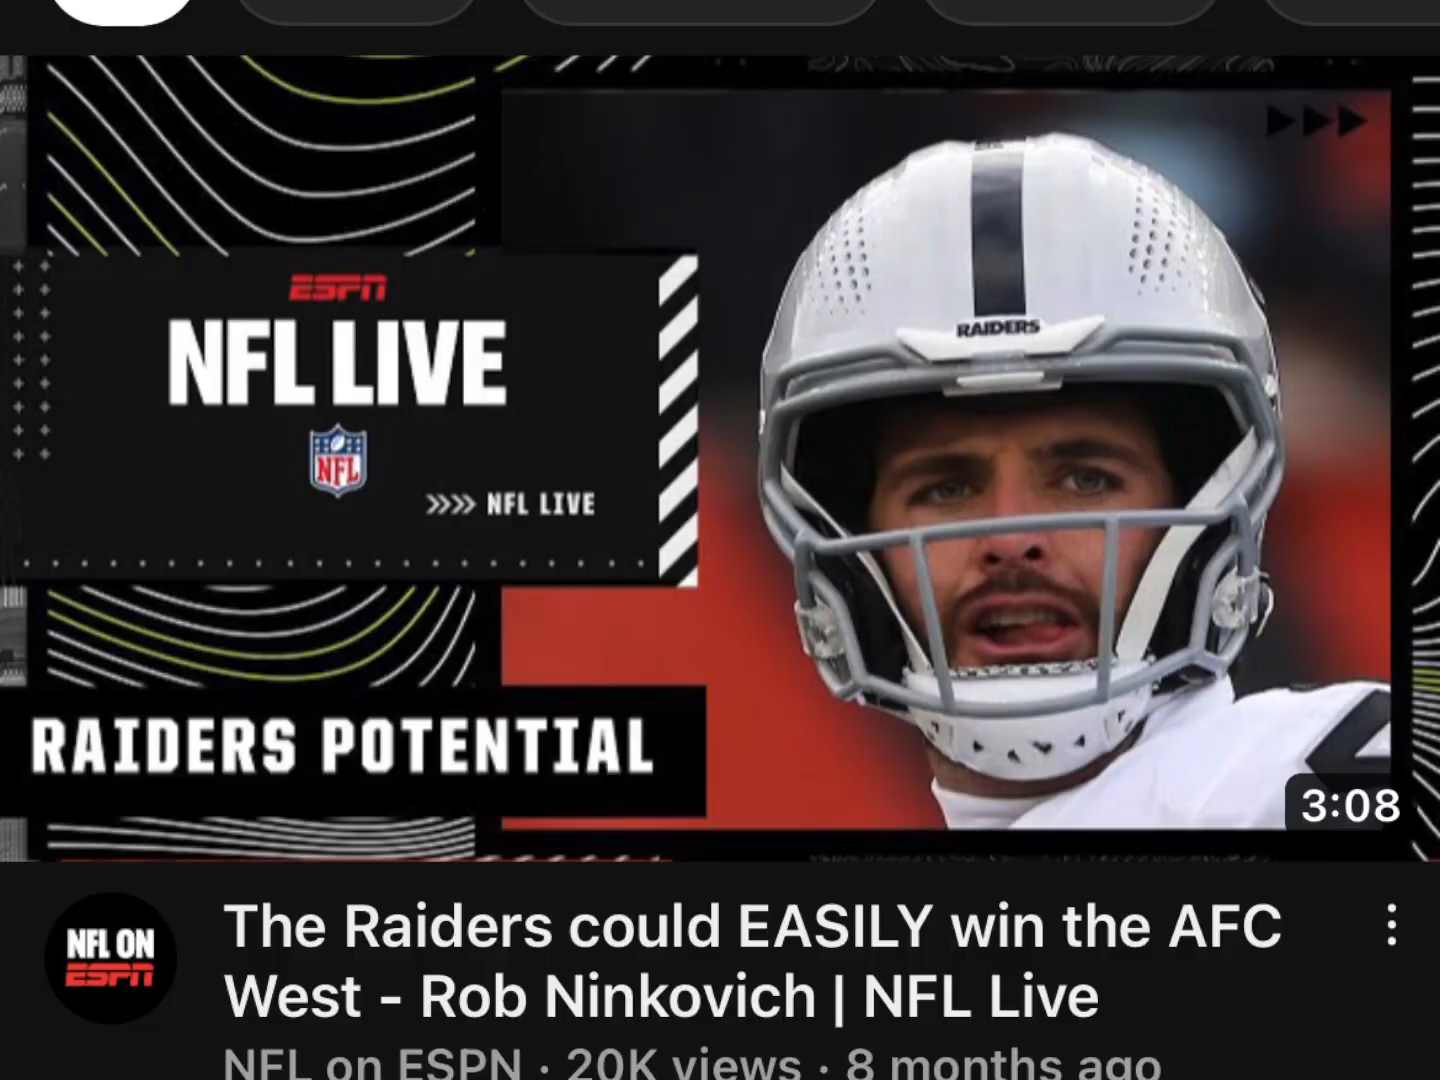 ESPN
NFL LIVE
NFL
»»» NFL LIVE
RAIDERS
RAIDERS POTENTIAL
3:08
NFL ON
ESPN
The Raiders could EASILY win the AFC
West - Rob Ninkovich | NFL Live
NFL on ESPN · 20K views · 8 months ago